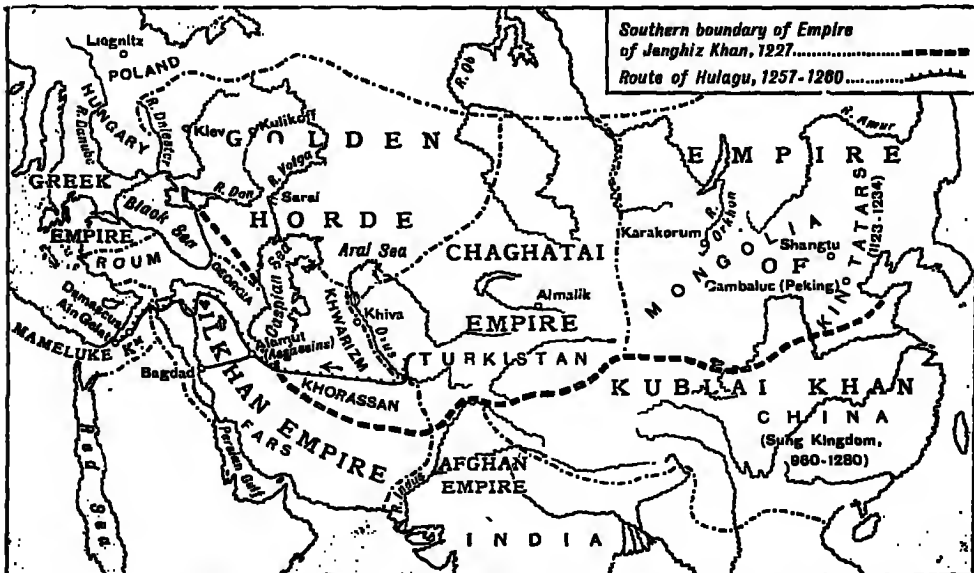 Southern boundary of Empire
of Jenghiz Khan, 1227
Route of Hulagu, 1257-1260
Liegnitz
POLAND
HUNGARY
R. Danube
R. Dniester
Kiev
Kulikoff
GOLDEN
HORDE
R. Volga
R. Don
Sarai
R. Ob
GREEK
EMPIRE
Black Sea
ROUM
GEORGIA
Caspian Sea
Aral Sea
KHWARIZM
Khiva
Oxus
CHAGHATAI
EMPIRE
Almalik
TURKISTAN
EMPIRE
OF
KUBLAI KHAN
R. Amur
R. Orkhon
Karakorum
MONGOLIA
Shangtu
Cambaluc (Peking)
KIN TATARS
(1123-1234)
CHINA
(Sung Kingdom,
960-1280)
Damascus
Ain Galat
MAMELUKE
Bagdad
Alamut
(Assassins)
ILKHAN EMPIRE
KHORASSAN
FARS
Persian Gulf
Red Sea
R. Indus
AFGHAN
EMPIRE
INDIA